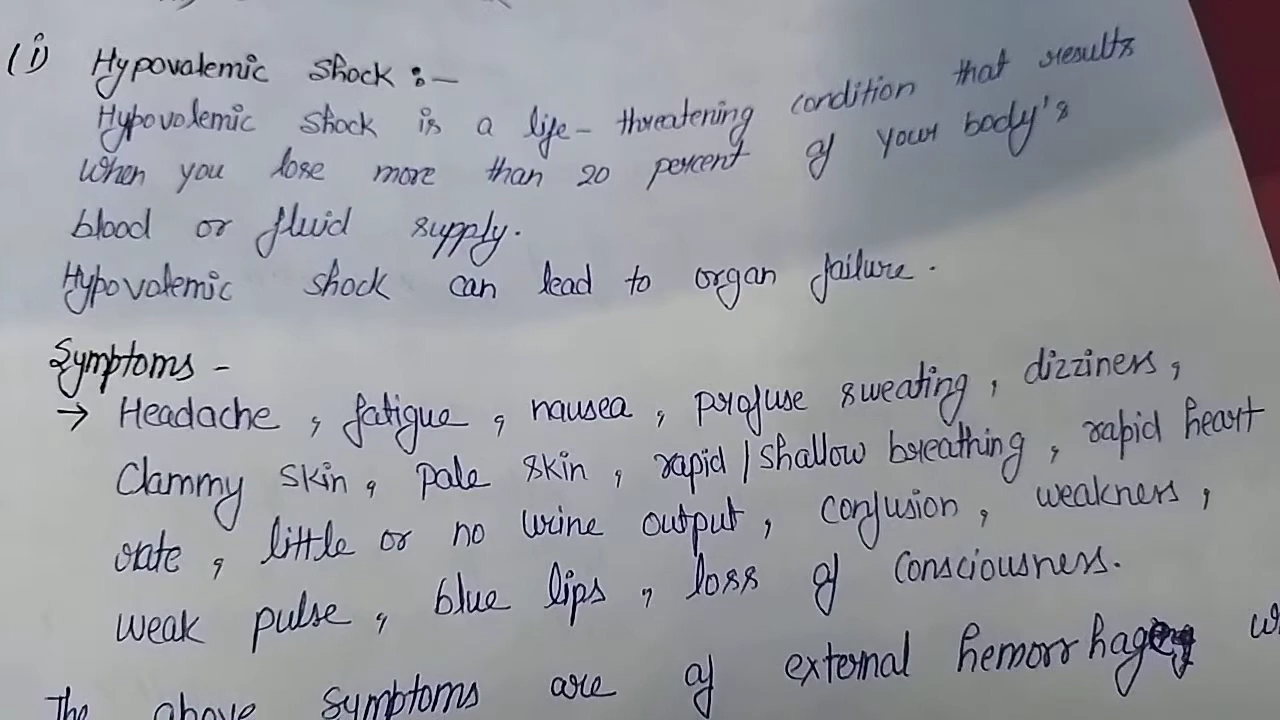 (i) Hypovalemic shock :-
Hypovolemic shock is a life-threatening condition that results
when you lose more than 20 percent of your body's
blood or fluid supply.
Hypovolemic shock can lead to organ failure.
Symptoms -
→ Headache, fatigue, nausea, profuse sweating, dizziness,
Clammy skin, pale skin, rapid/shallow breathing, rapid heart
rate, little or no urine output, confusion, weakness,
weak pulse, blue lips, loss of consciousness.
The above symptoms are of external